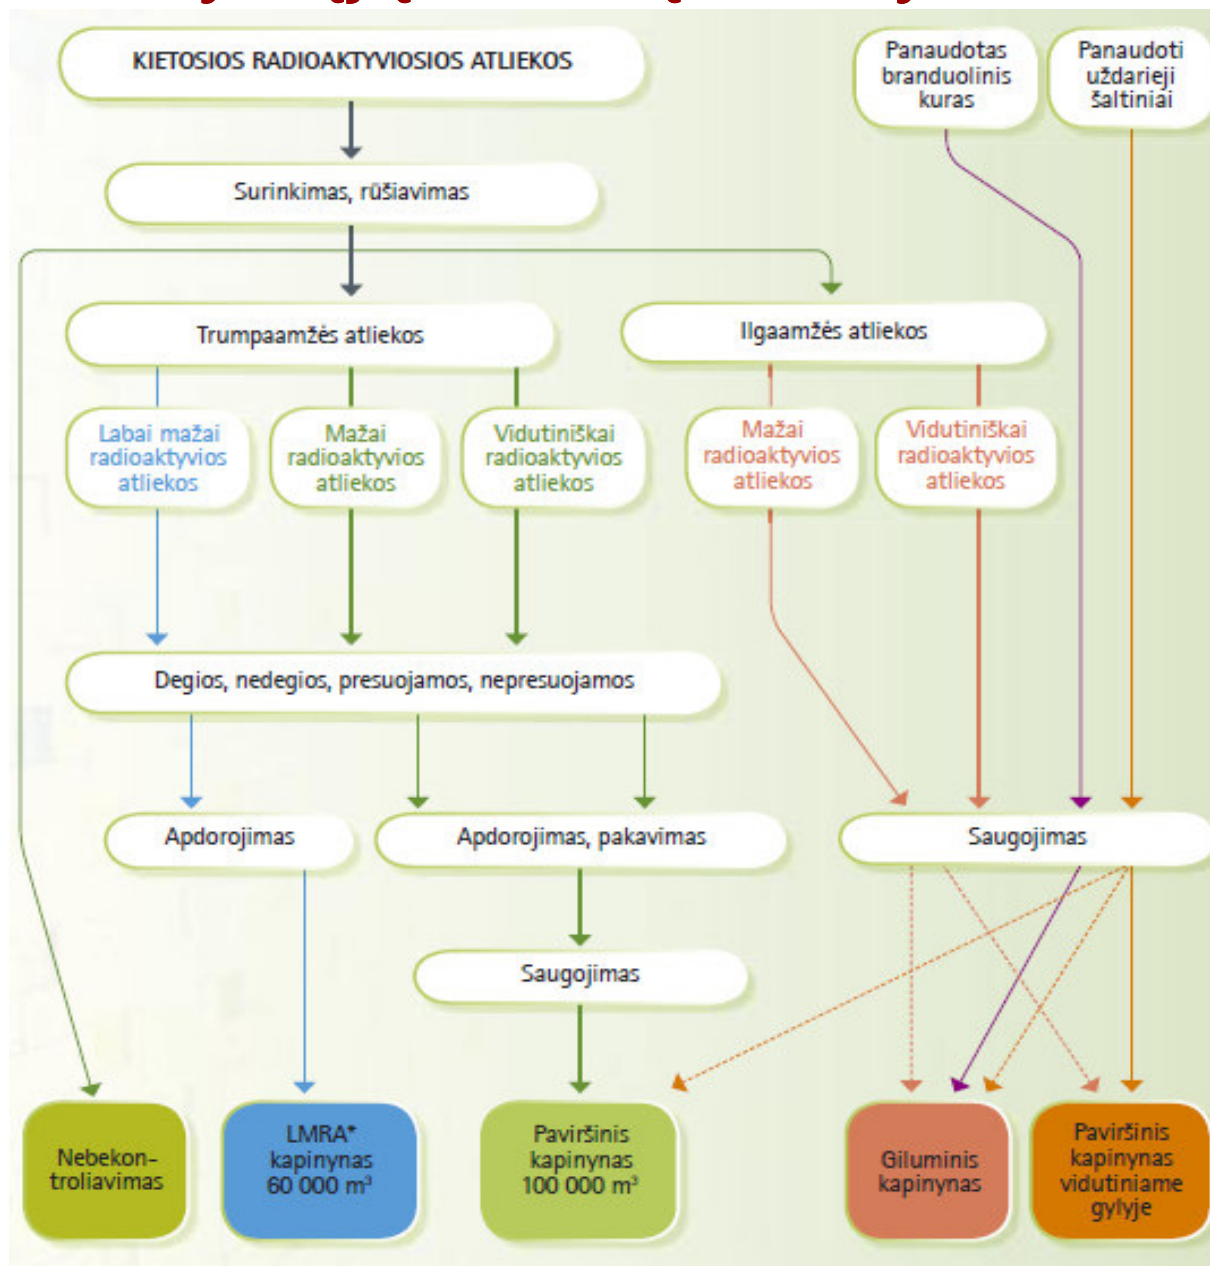 KIETOSIOS RADIOAKTYVIOSIOS ATLIEKOS
Panaudotas
branduolinis
kuras
Panaudoti
uždarieji
šaltiniai
Surinkimas, rūšiavimas
Trumpaamžės atliekos
Ilgaamžės atliekos
Labai mažai
radioaktyvios
atliekos
Mažai
radioaktyvios
atliekos
Vidutiniškai
radioaktyvios
atliekos
Mažai
radioaktyvios
atliekos
Vidutiniškai
radioaktyvios
atliekos
Degios, nedegios, presuojamos, nepresuojamos
Apdorojimas
Apdorojimas, pakavimas
Saugojimas
Saugojimas
Nebekon-
troliavimas
LMRA*
kapinynas
60 000 m³
Paviršinis
kapinynas
100 000 m³
Giluminis
kapinynas
Paviršinis
kapinynas
vidutiniame
gylyje